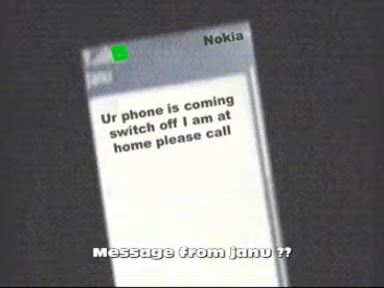 Nokia
Ur phone is coming
switch off I am at
home please call
Message from janu ??